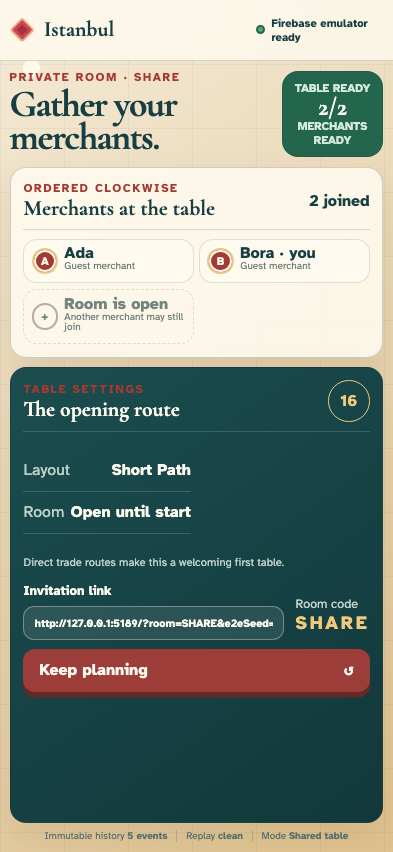 Istanbul
Firebase emulator
ready
PRIVATE ROOM · SHARE
Gather your
merchants.
TABLE READY
2/2
MERCHANTS
READY
ORDERED CLOCKWISE
Merchants at the table
2 joined
A
Ada
Guest merchant
B
Bora · you
Guest merchant
+
Room is open
Another merchant may still
join
TABLE SETTINGS
The opening route
16
Layout
Short Path
Room
Open until start
Direct trade routes make this a welcoming first table.
Invitation link
http://127.0.0.1:5189/?room=SHARE&e2eSeed=
Room code
SHARE
Keep planning ↺
Immutable history 5 events
Replay clean
Mode Shared table